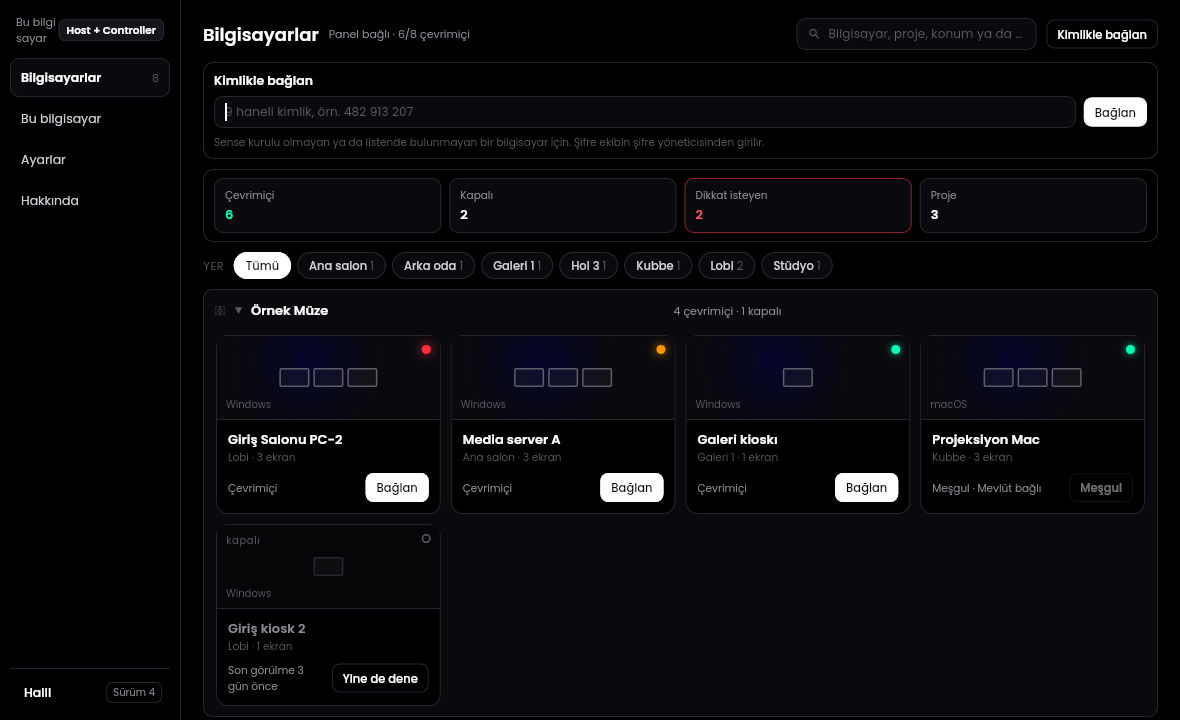 Bu bilgi
sayar
Host + Controller
Bilgisayarlar 8
Bu bilgisayar
Ayarlar
Hakkında
Halil
Sürüm 4
Bilgisayarlar
Panel bağlı · 6/8 çevrimiçi
Bilgisayar, proje, konum ya da …
Kimlikle bağlan
Kimlikle bağlan
9 haneli kimlik, örn. 482 913 207
Bağlan
Sense kurulu olmayan ya da listende bulunmayan bir bilgisayar için. Şifre ekibin şifre yöneticisinden girilir.
Çevrimiçi
6
Kapalı
2
Dikkat isteyen
2
Proje
3
YER
Tümü
Ana salon 1
Arka oda 1
Galeri 1 1
Hol 3 1
Kubbe 1
Lobi 2
Stüdyo 1
Örnek Müze
4 çevrimiçi · 1 kapalı
Windows
Giriş Salonu PC-2
Lobi · 3 ekran
Çevrimiçi
Bağlan
Windows
Media server A
Ana salon · 3 ekran
Çevrimiçi
Bağlan
Windows
Galeri kioskı
Galeri 1 · 1 ekran
Çevrimiçi
Bağlan
macOS
Projeksiyon Mac
Kubbe · 3 ekran
Meşgul · Mevlüt bağlı
Meşgul
kapalı
Windows
Giriş kiosk 2
Lobi · 1 ekran
Son görülme 3
gün önce
Yine de dene